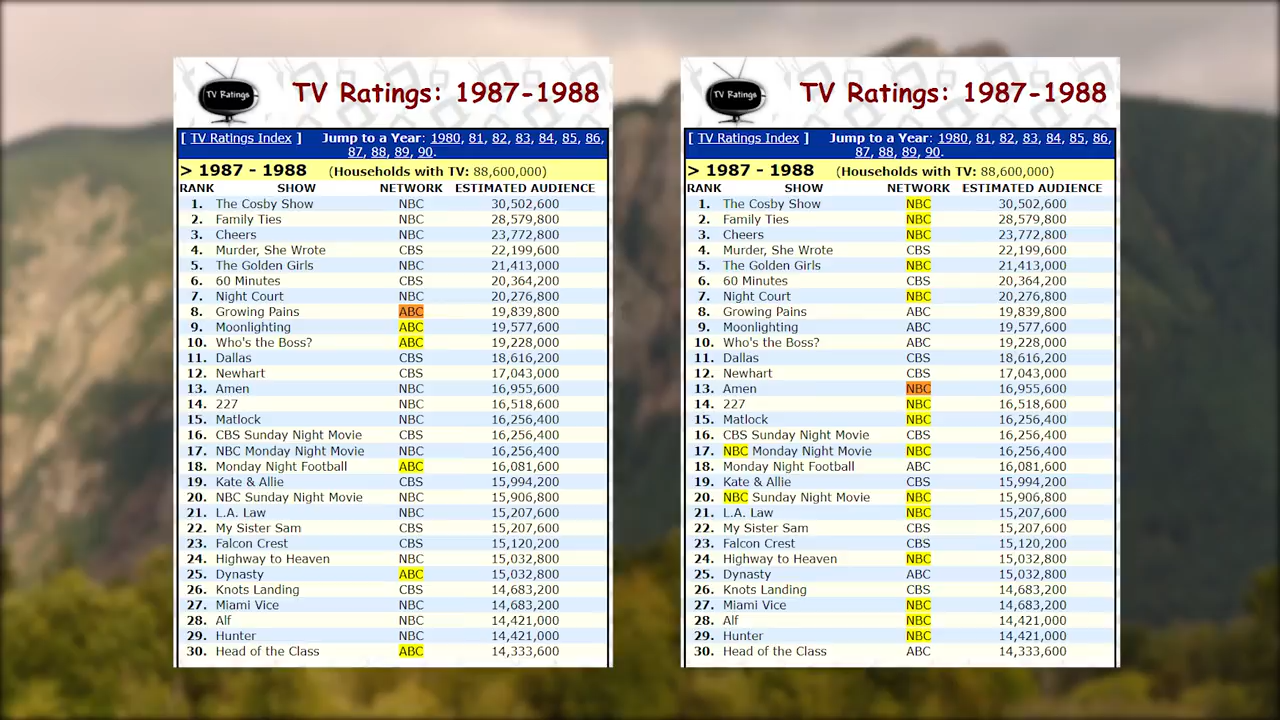 TV Ratings
TV Ratings: 1987-1988
[ TV Ratings Index ] Jump to a Year: 1980, 81, 82, 83, 84, 85, 86,
87, 88, 89, 90.
> 1987 - 1988 (Households with TV: 88,600,000)
RANK SHOW NETWORK ESTIMATED AUDIENCE
1. The Cosby Show NBC 30,502,600
2. Family Ties NBC 28,579,800
3. Cheers NBC 23,772,800
4. Murder, She Wrote CBS 22,199,600
5. The Golden Girls NBC 21,413,000
6. 60 Minutes CBS 20,364,200
7. Night Court NBC 20,276,800
8. Growing Pains ABC 19,839,800
9. Moonlighting ABC 19,577,600
10. Who's the Boss? ABC 19,228,000
11. Dallas CBS 18,616,200
12. Newhart CBS 17,043,000
13. Amen NBC 16,955,600
14. 227 NBC 16,518,600
15. Matlock NBC 16,256,400
16. CBS Sunday Night Movie CBS 16,256,400
17. NBC Monday Night Movie NBC 16,256,400
18. Monday Night Football ABC 16,081,600
19. Kate & Allie CBS 15,994,200
20. NBC Sunday Night Movie NBC 15,906,800
21. L.A. Law NBC 15,207,600
22. My Sister Sam CBS 15,207,600
23. Falcon Crest CBS 15,120,200
24. Highway to Heaven NBC 15,032,800
25. Dynasty ABC 15,032,800
26. Knots Landing CBS 14,683,200
27. Miami Vice NBC 14,683,200
28. Alf NBC 14,421,000
29. Hunter NBC 14,421,000
30. Head of the Class ABC 14,333,600
TV Ratings
TV Ratings: 1987-1988
[ TV Ratings Index ] Jump to a Year: 1980, 81, 82, 83, 84, 85, 86,
87, 88, 89, 90.
> 1987 - 1988 (Households with TV: 88,600,000)
RANK SHOW NETWORK ESTIMATED AUDIENCE
1. The Cosby Show NBC 30,502,600
2. Family Ties NBC 28,579,800
3. Cheers NBC 23,772,800
4. Murder, She Wrote CBS 22,199,600
5. The Golden Girls NBC 21,413,000
6. 60 Minutes CBS 20,364,200
7. Night Court NBC 20,276,800
8. Growing Pains ABC 19,839,800
9. Moonlighting ABC 19,577,600
10. Who's the Boss? ABC 19,228,000
11. Dallas CBS 18,616,200
12. Newhart CBS 17,043,000
13. Amen NBC 16,955,600
14. 227 NBC 16,518,600
15. Matlock NBC 16,256,400
16. CBS Sunday Night Movie CBS 16,256,400
17. NBC Monday Night Movie NBC 16,256,400
18. Monday Night Football ABC 16,081,600
19. Kate & Allie CBS 15,994,200
20. NBC Sunday Night Movie NBC 15,906,800
21. L.A. Law NBC 15,207,600
22. My Sister Sam CBS 15,207,600
23. Falcon Crest CBS 15,120,200
24. Highway to Heaven NBC 15,032,800
25. Dynasty ABC 15,032,800
26. Knots Landing CBS 14,683,200
27. Miami Vice NBC 14,683,200
28. Alf NBC 14,421,000
29. Hunter NBC 14,421,000
30. Head of the Class ABC 14,333,600